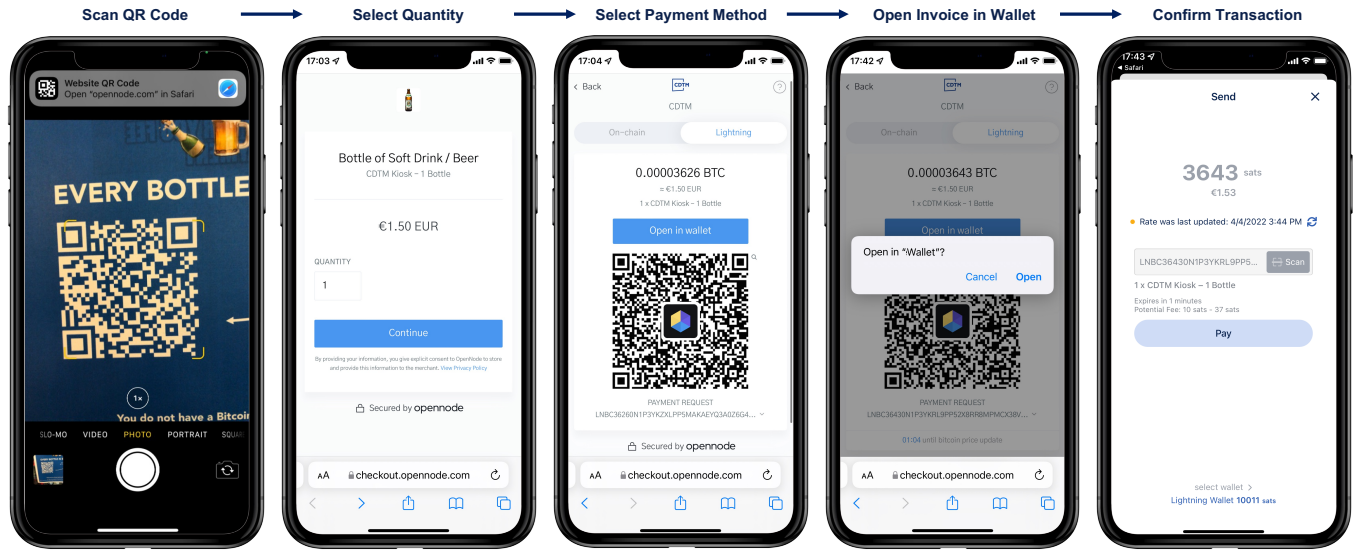 Scan QR Code
Select Quantity
Select Payment Method
Open Invoice in Wallet
Confirm Transaction
Website QR Code
Open "opennode.com" in Safari
EVERY BOTTLE
1×
You do not have a Bitcoi
SLO-MO VIDEO PHOTO PORTRAIT SQUAR
17:03
Bottle of Soft Drink / Beer
CDTM Kiosk – 1 Bottle
€1.50 EUR
QUANTITY
1
Continue
By providing your information, you give explicit consent to OpenNode to store
and provide this information to the merchant. View Privacy Policy
Secured by opennode
AA checkout.opennode.com
17:04
Back
CDTM
?
CDTM
On-chain Lightning
0.00003626 BTC
= €1.50 EUR
1 x CDTM Kiosk – 1 Bottle
Open in wallet
PAYMENT REQUEST
LNBC36260N1P3YKZXLPP5MAKAEYQ3A0Z6G4...
Secured by opennode
AA checkout.opennode.com
17:42
Back
CDTM
?
CDTM
On-chain Lightning
0.00003643 BTC
= €1.50 EUR
1 x CDTM Kiosk – 1 Bottle
Open in wallet
Open in “Wallet”?
Cancel Open
PAYMENT REQUEST
LNBC36430N1P3YKRL9PP52X8RRBMPMCX38V...
01:04 until bitcoin price update
AA checkout.opennode.com
17:43
Safari
Send
3643 sats
€1.53
Rate was last updated: 4/4/2022 3:44 PM
LNBC36430N1P3YKRL9PP5... Scan
1 x CDTM Kiosk – 1 Bottle
Expires in 1 minutes
Potential Fee: 10 sats - 37 sats
Pay
select wallet >
Lightning Wallet 10011 sats